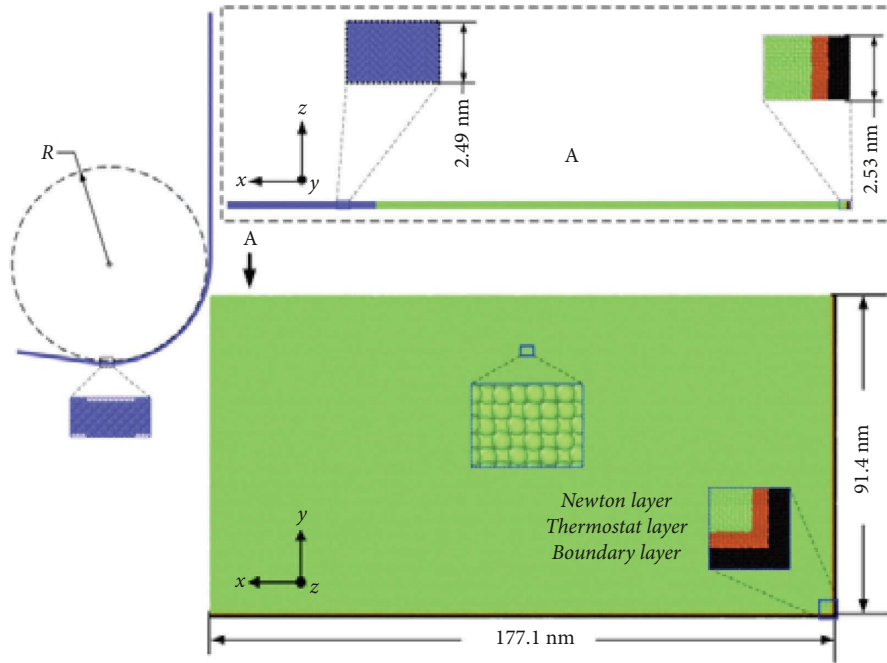 R
z
x
y
2.49 nm
A
2.53 nm
A
Newton layer
Thermostat layer
Boundary layer
y
x
z
91.4 nm
177.1 nm